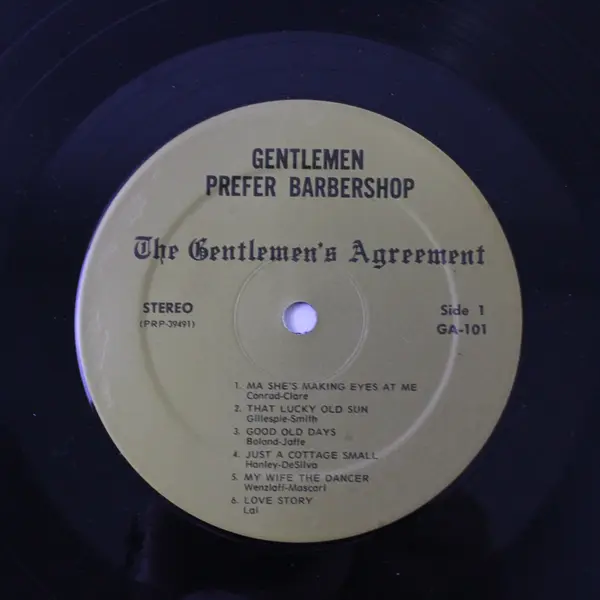 GENTLEMEN
PREFER BARBERSHOP
The Gentlemen's Agreement
STEREO
(PRP-39491)
Side 1
GA-101
1. MA SHE'S MAKING EYES AT ME
Conrad-Clare
2. THAT LUCKY OLD SUN
Gillespie-Smith
3. GOOD OLD DAYS
Boland-Jaffe
4. JUST A COTTAGE SMALL
Hanley-DeSilva
5. MY WIFE THE DANCER
Wenzlaff-Mascari
6. LOVE STORY
Lai